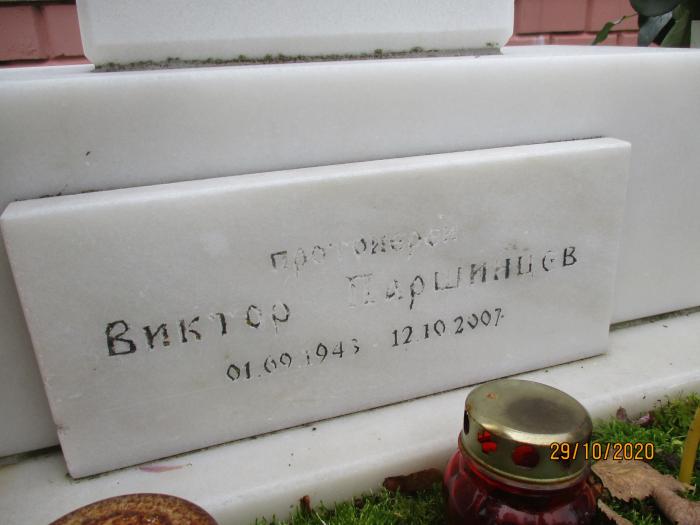 протоиерей
Виктор Паршинцев
01.09.1943 - 12.10.2007
29/10/2020